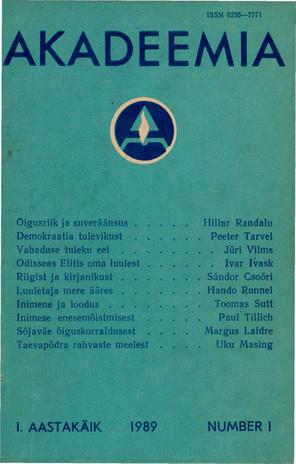 ISSN 0235—7771
AKADEEMIA
Õigusriik ja suveräänsus . . . . . Hillar Randalu
Demokraatia tulevikust . . . . . . Peeter Tarvel
Vabaduse tuleku eel . . . . . . . Jüri Vilms
Odisseas Elitis oma luulest . . . . . Ivar Ivask
Riigist ja kirjanikust . . . . . . Sándor Csoóri
Luuletaja mere ääres . . . . . . Hando Runnel
Inimene ja loodus . . . . . . . Toomas Sutt
Inimese enesemõistmisest . . . . . Paul Tillich
Sõjaväe õiguskorraldusest . . . . Margus Laidre
Taevapõdra rahvaste meelest . . . . Uku Masing
I. AASTAKÄIK 1989 NUMBER I